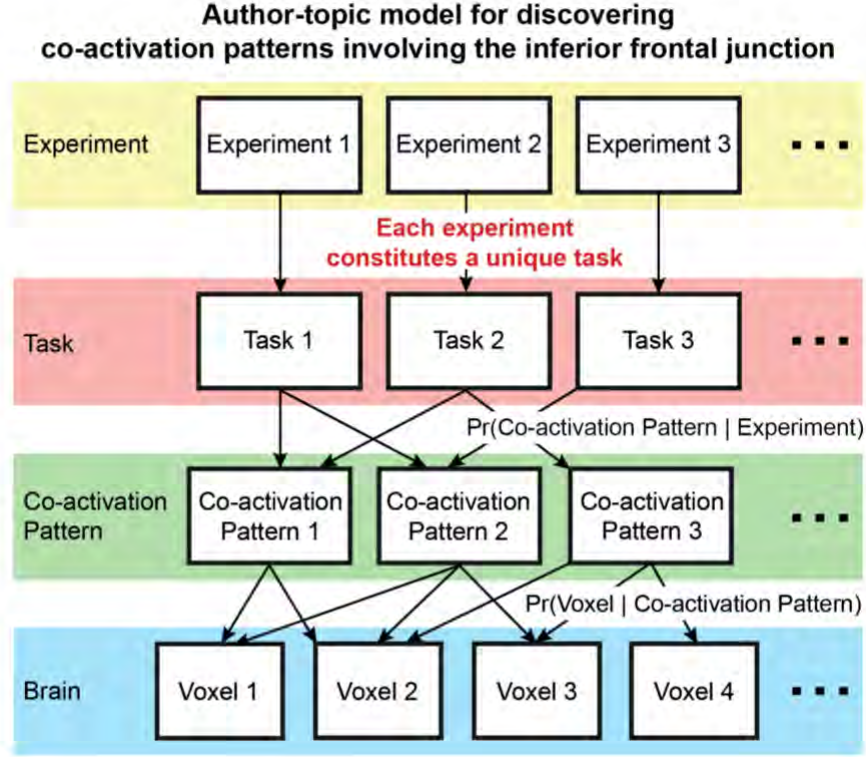 Author-topic model for discovering
co-activation patterns involving the inferior frontal junction
Experiment
Experiment 1
Experiment 2
Experiment 3
...
Each experiment
constitutes a unique task
Task
Task 1
Task 2
Task 3
...
Pr(Co-activation Pattern | Experiment)
Co-activation
Pattern
Co-activation
Pattern 1
Co-activation
Pattern 2
Co-activation
Pattern 3
...
Pr(Voxel | Co-activation Pattern)
Brain
Voxel 1
Voxel 2
Voxel 3
Voxel 4
...